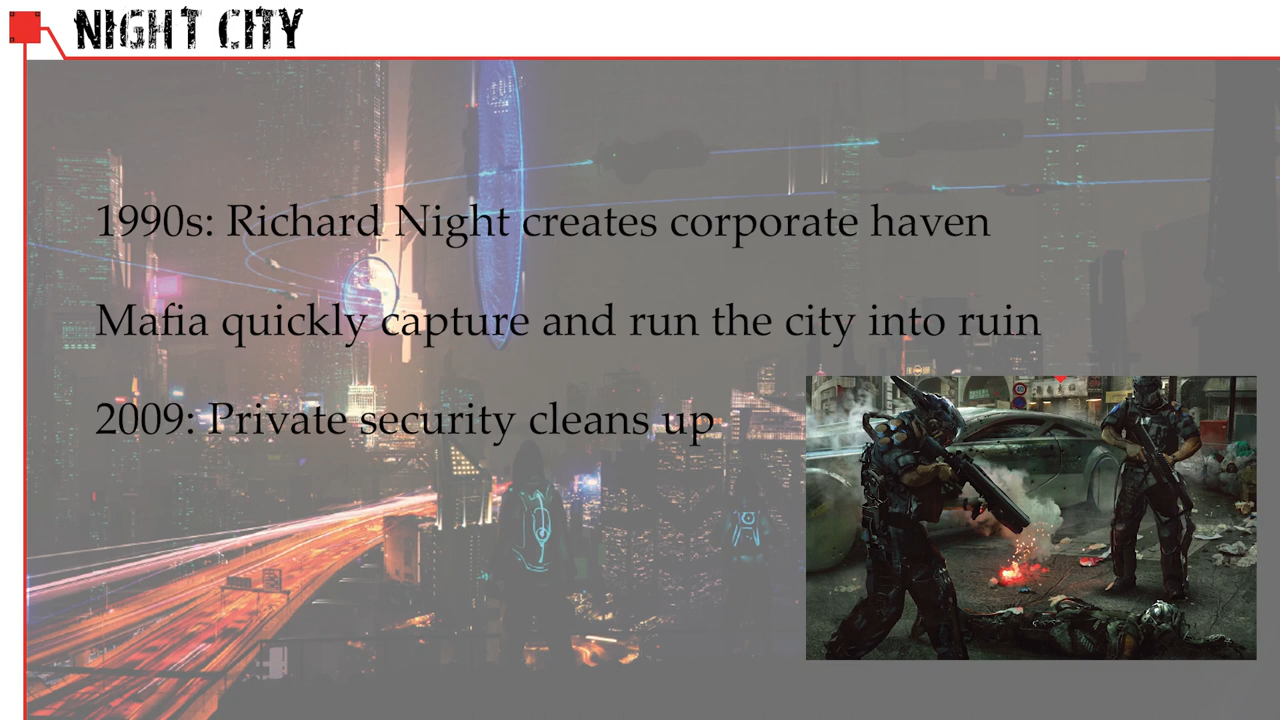 NIGHT CITY
1990s: Richard Night creates corporate haven
Mafia quickly capture and run the city into ruin
2009: Private security cleans up